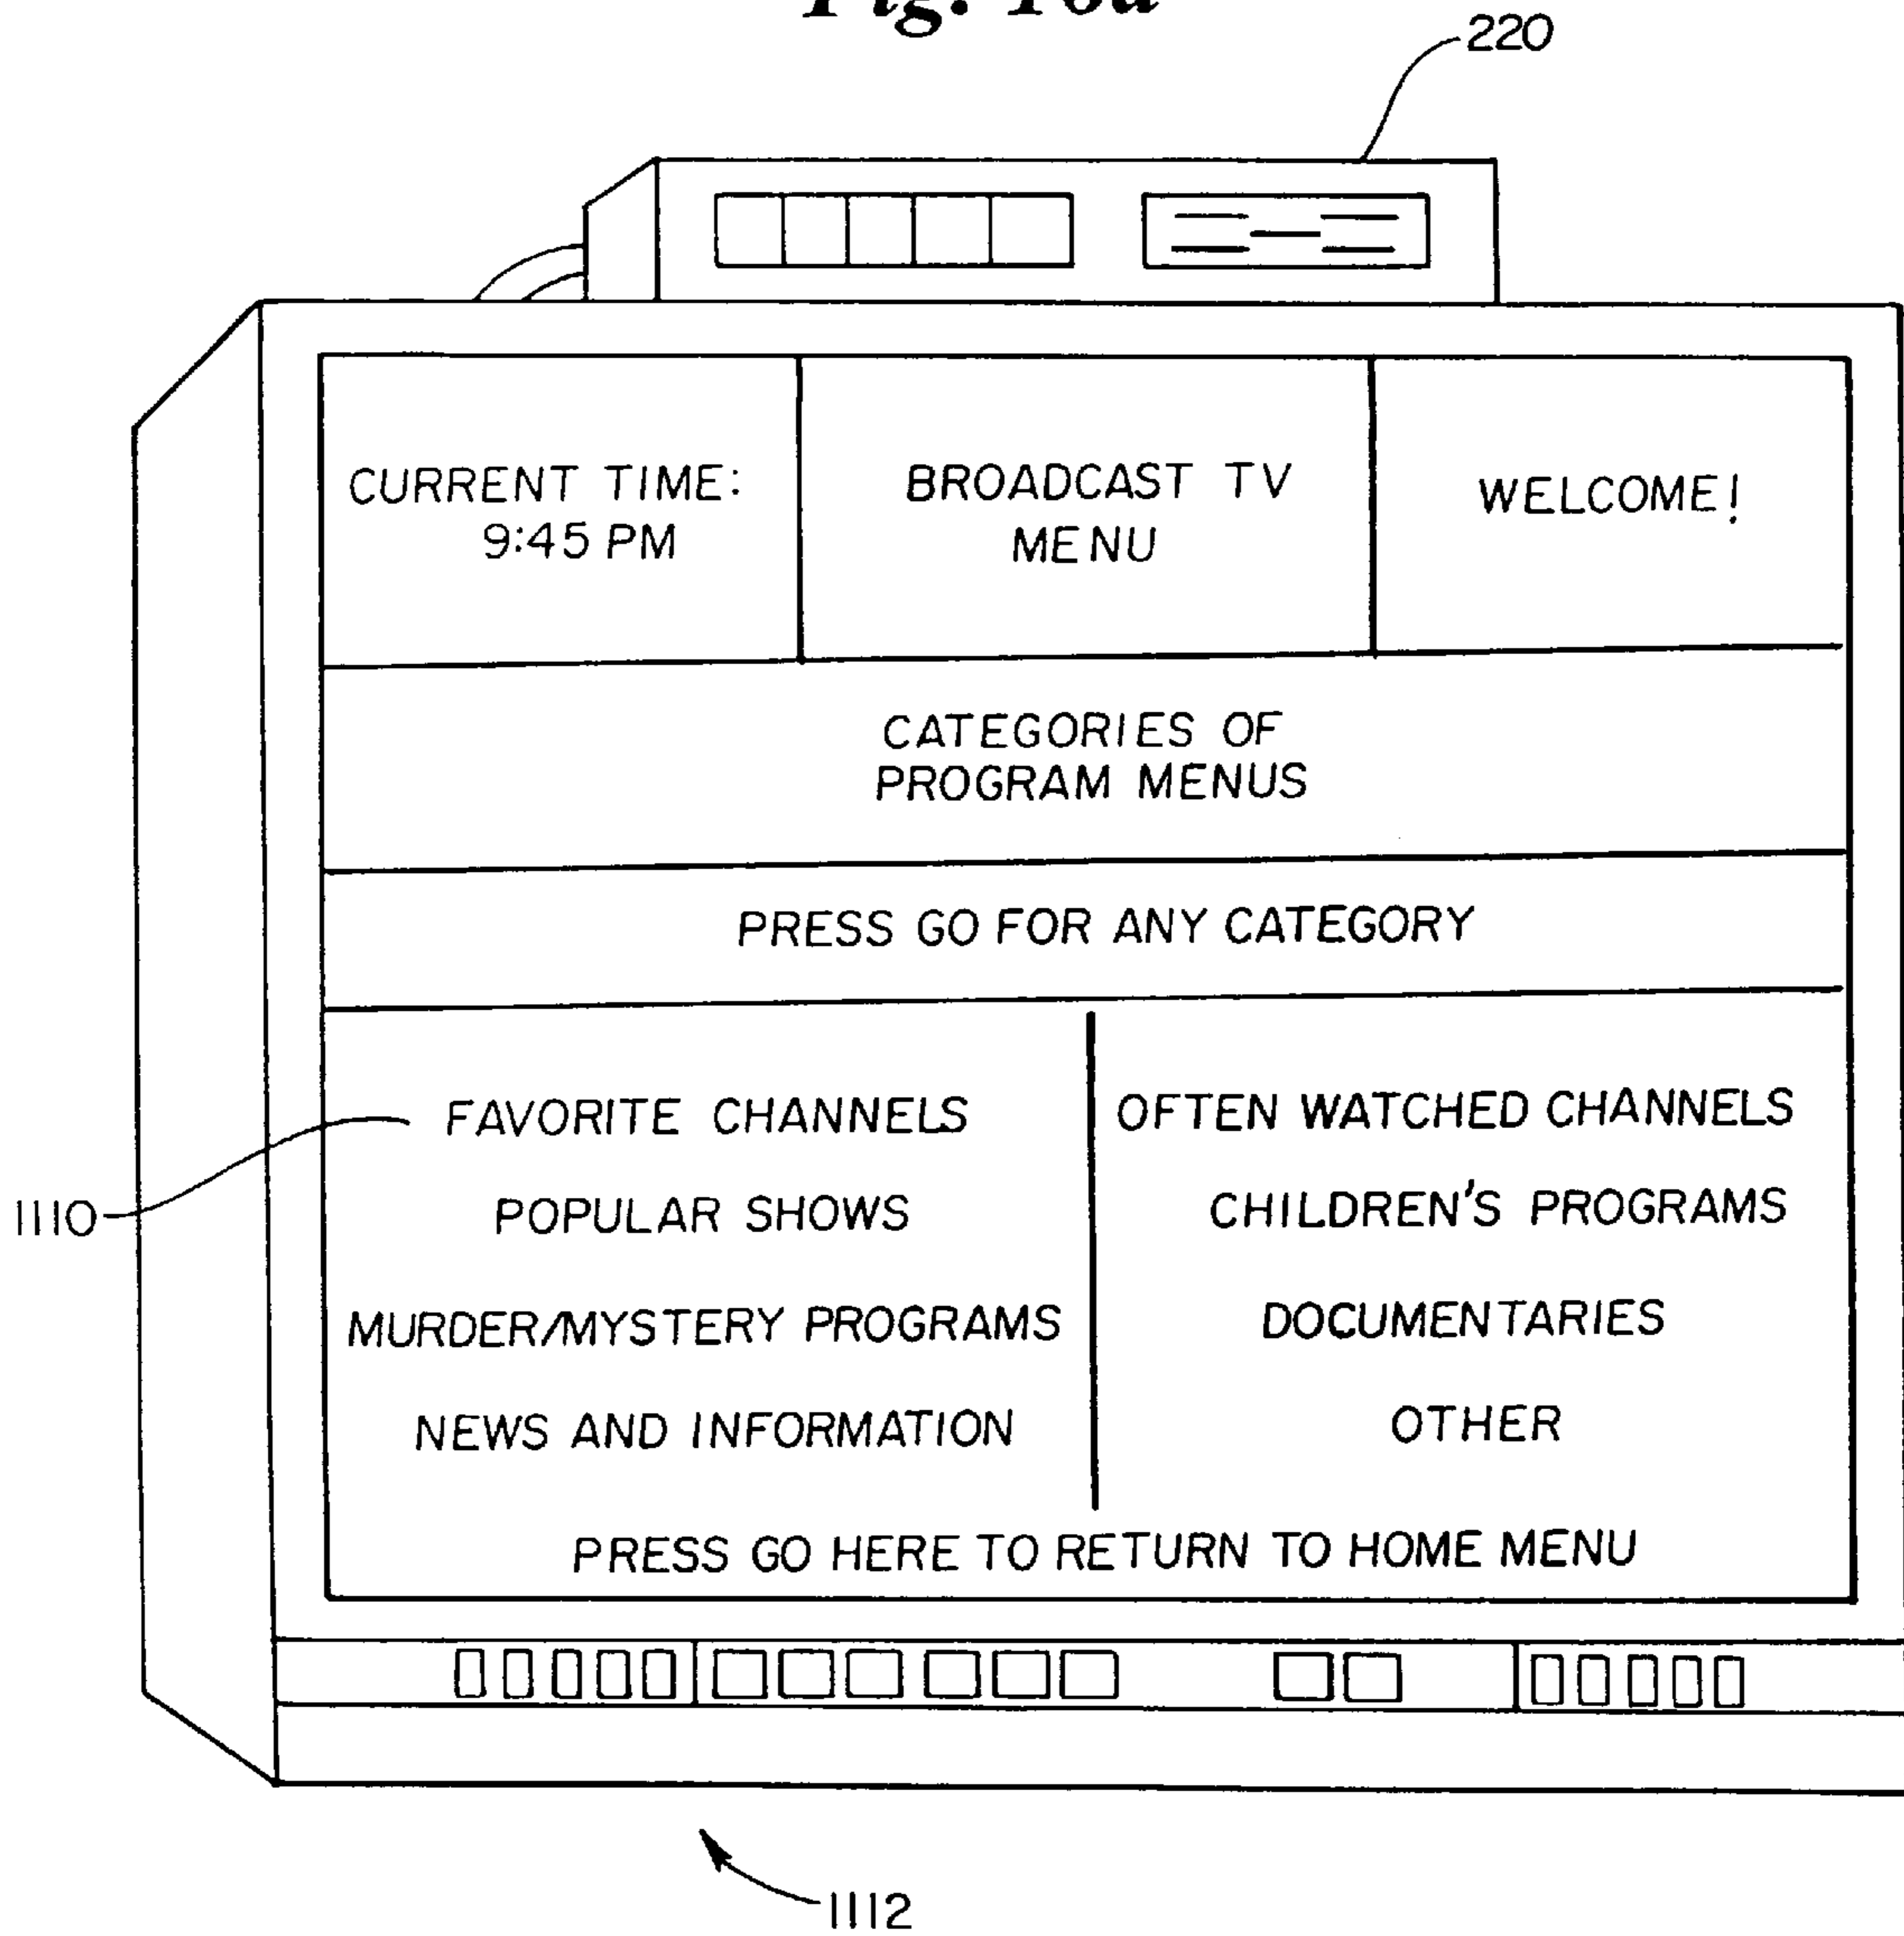 220
CURRENT TIME:
9:45 PM
BROADCAST TV
MENU
WELCOME!
CATEGORIES OF
PROGRAM MENUS
PRESS GO FOR ANY CATEGORY
FAVORITE CHANNELS
OFTEN WATCHED CHANNELS
1110
POPULAR SHOWS
CHILDREN'S PROGRAMS
MURDER/MYSTERY PROGRAMS
DOCUMENTARIES
NEWS AND INFORMATION
OTHER
PRESS GO HERE TO RETURN TO HOME MENU
1112